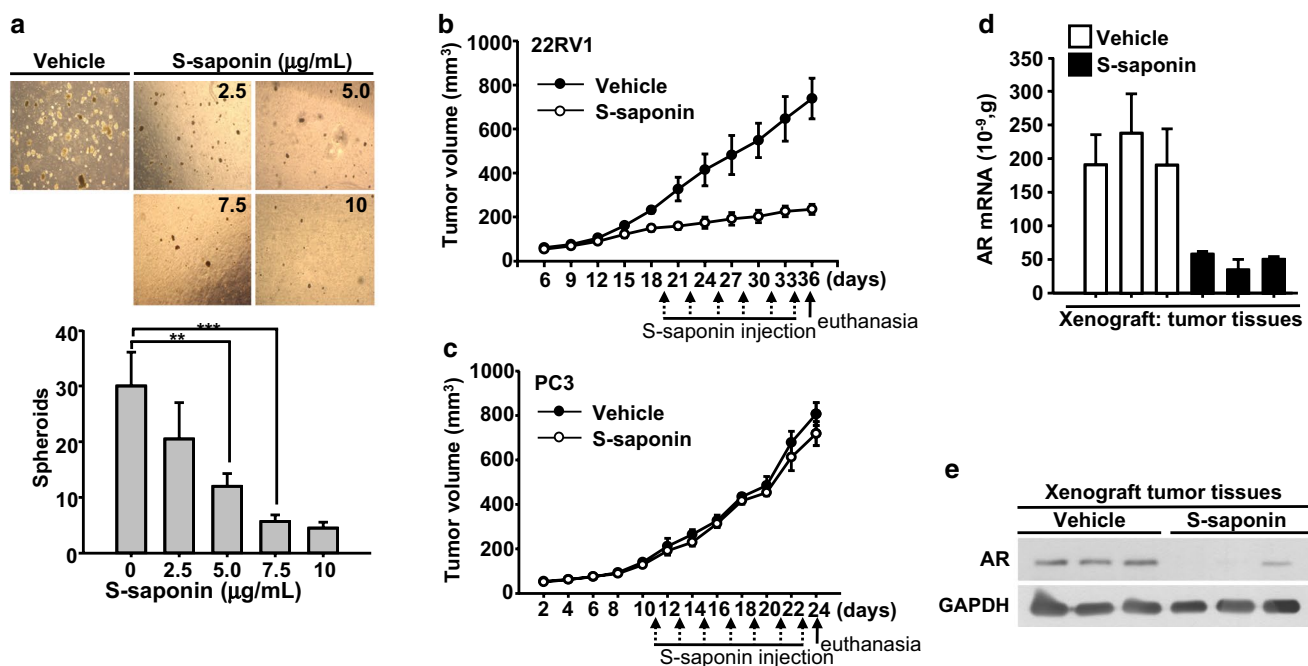 a
Vehicle
S-saponin (μg/mL)
2.5
5.0
7.5
10
40
30
20
10
0
Spheroids
***
**
0 2.5 5.0 7.5 10
S-saponin (μg/mL)
b
22RV1
Vehicle
S-saponin
1000
800
600
400
200
0
Tumor volume (mm³)
6 9 12 15 18 21 24 27 30 33 36 (days)
S-saponin injection
euthanasia
c
PC3
Vehicle
S-saponin
1000
800
600
400
200
0
Tumor volume (mm³)
2 4 6 8 10 12 14 16 18 20 22 24 (days)
S-saponin injection
euthanasia
d
Vehicle
S-saponin
350
300
250
200
150
100
50
0
AR mRNA (10⁻⁹,g)
Xenograft: tumor tissues
e
Xenograft tumor tissues
Vehicle S-saponin
AR
GAPDH